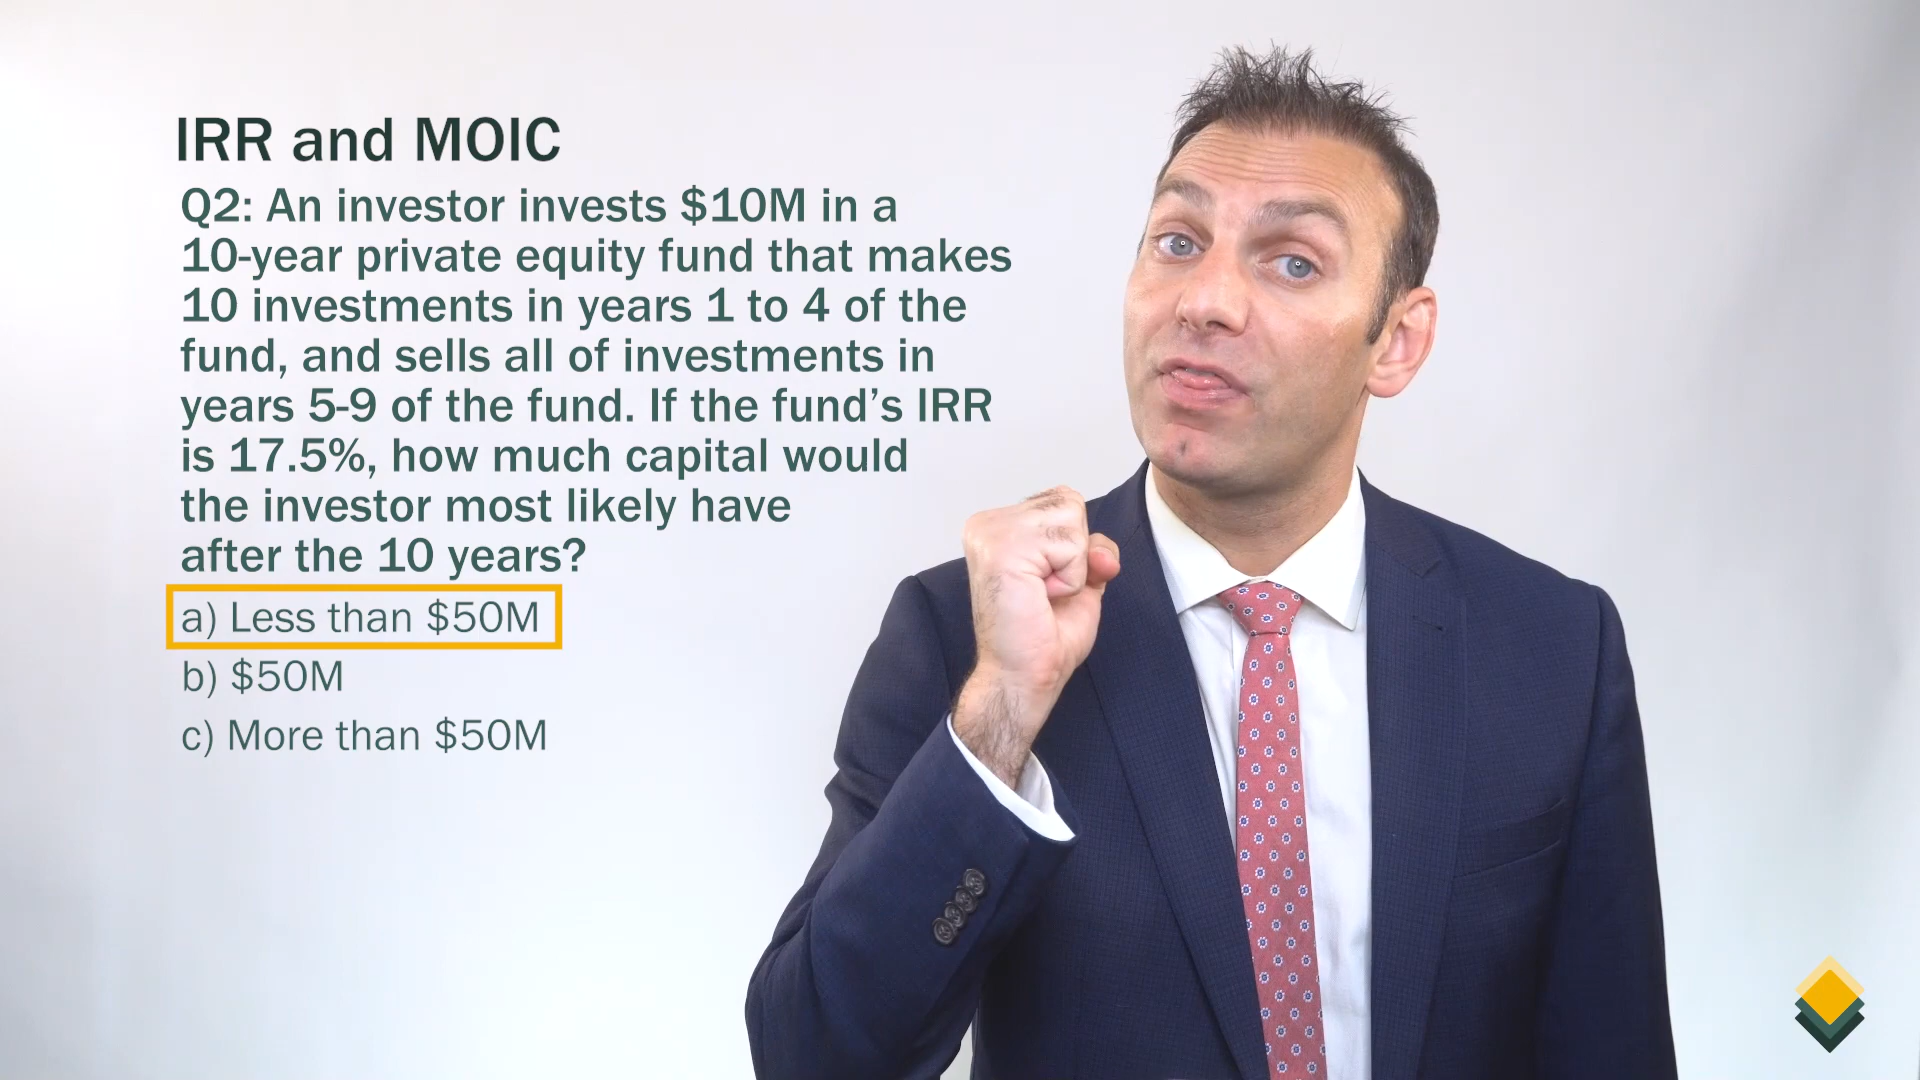 IRR and MOIC
Q2: An investor invests $10M in a
10-year private equity fund that makes
10 investments in years 1 to 4 of the
fund, and sells all of investments in
years 5-9 of the fund. If the fund’s IRR
is 17.5%, how much capital would
the investor most likely have
after the 10 years?
a) Less than $50M
b) $50M
c) More than $50M